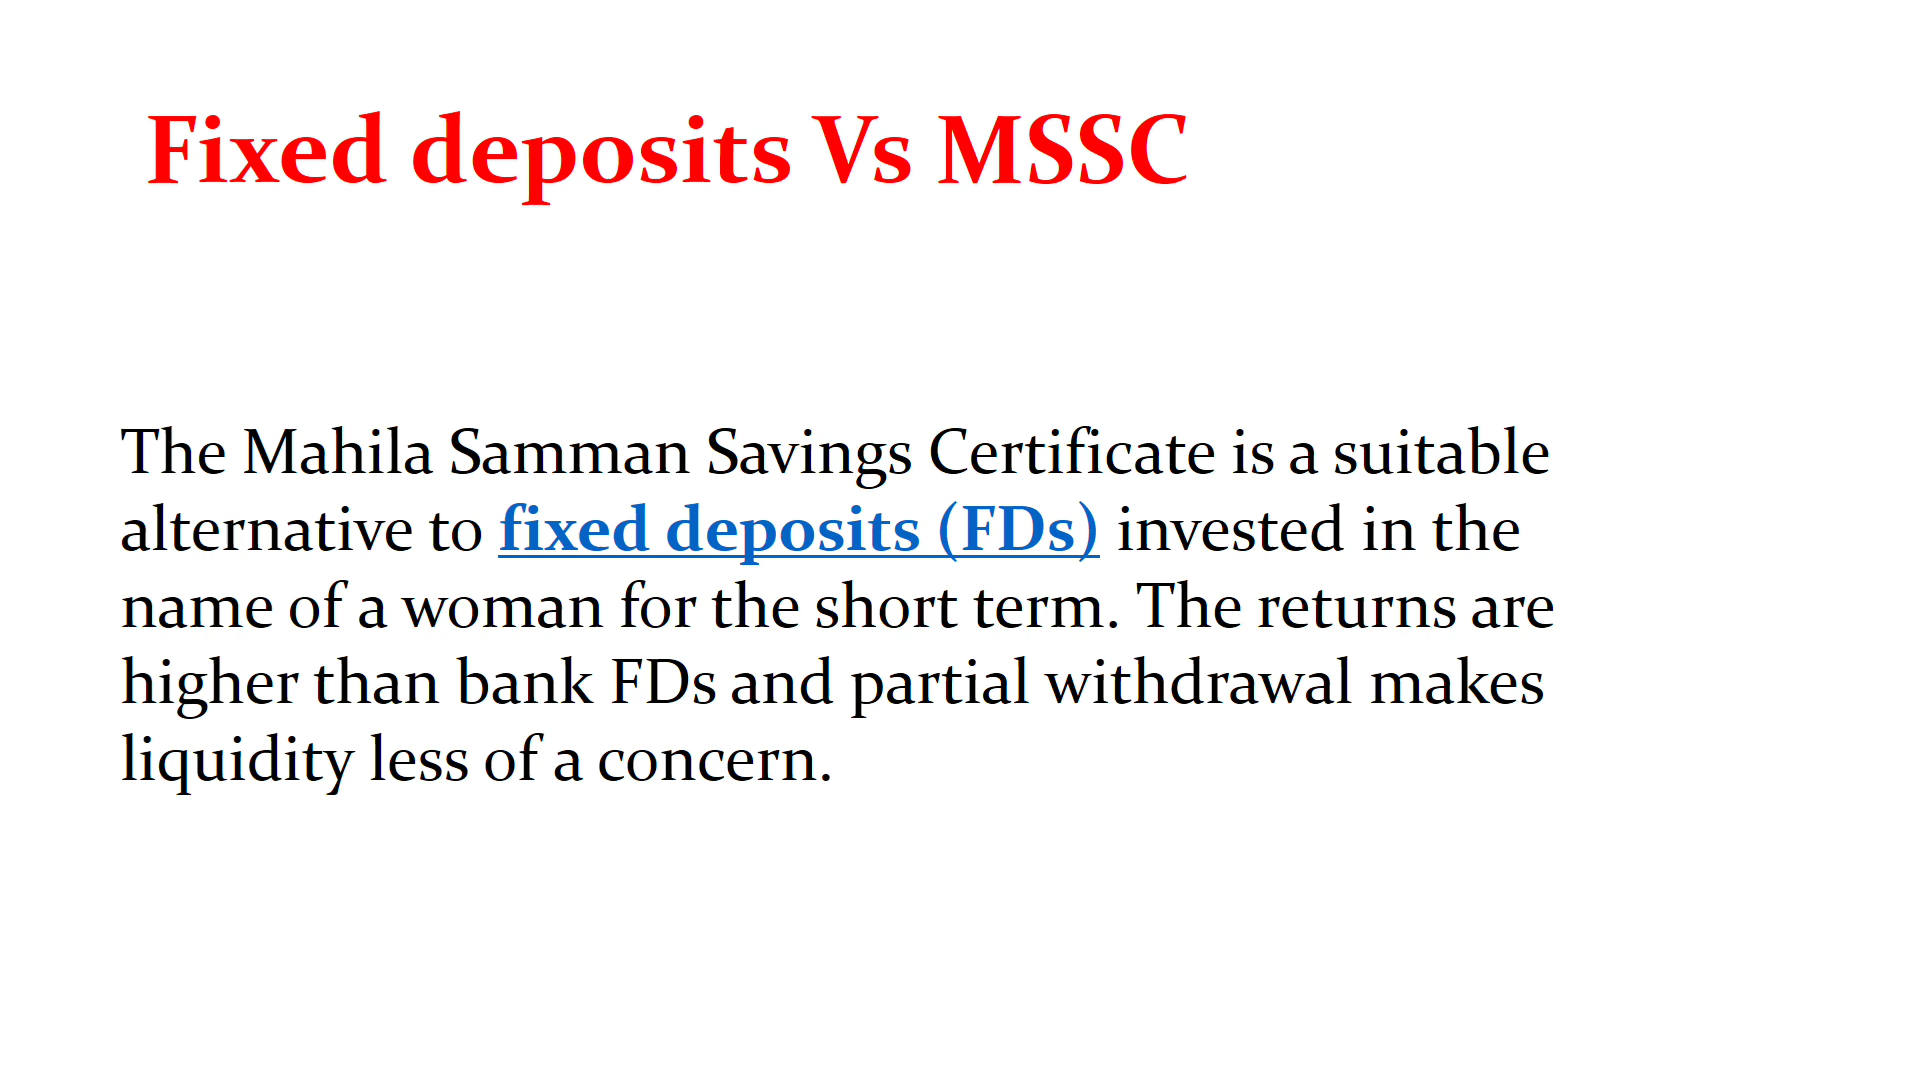 Fixed deposits Vs MSSC
The Mahila Samman Savings Certificate is a suitable
alternative to fixed deposits (FDs) invested in the
name of a woman for the short term. The returns are
higher than bank FDs and partial withdrawal makes
liquidity less of a concern.